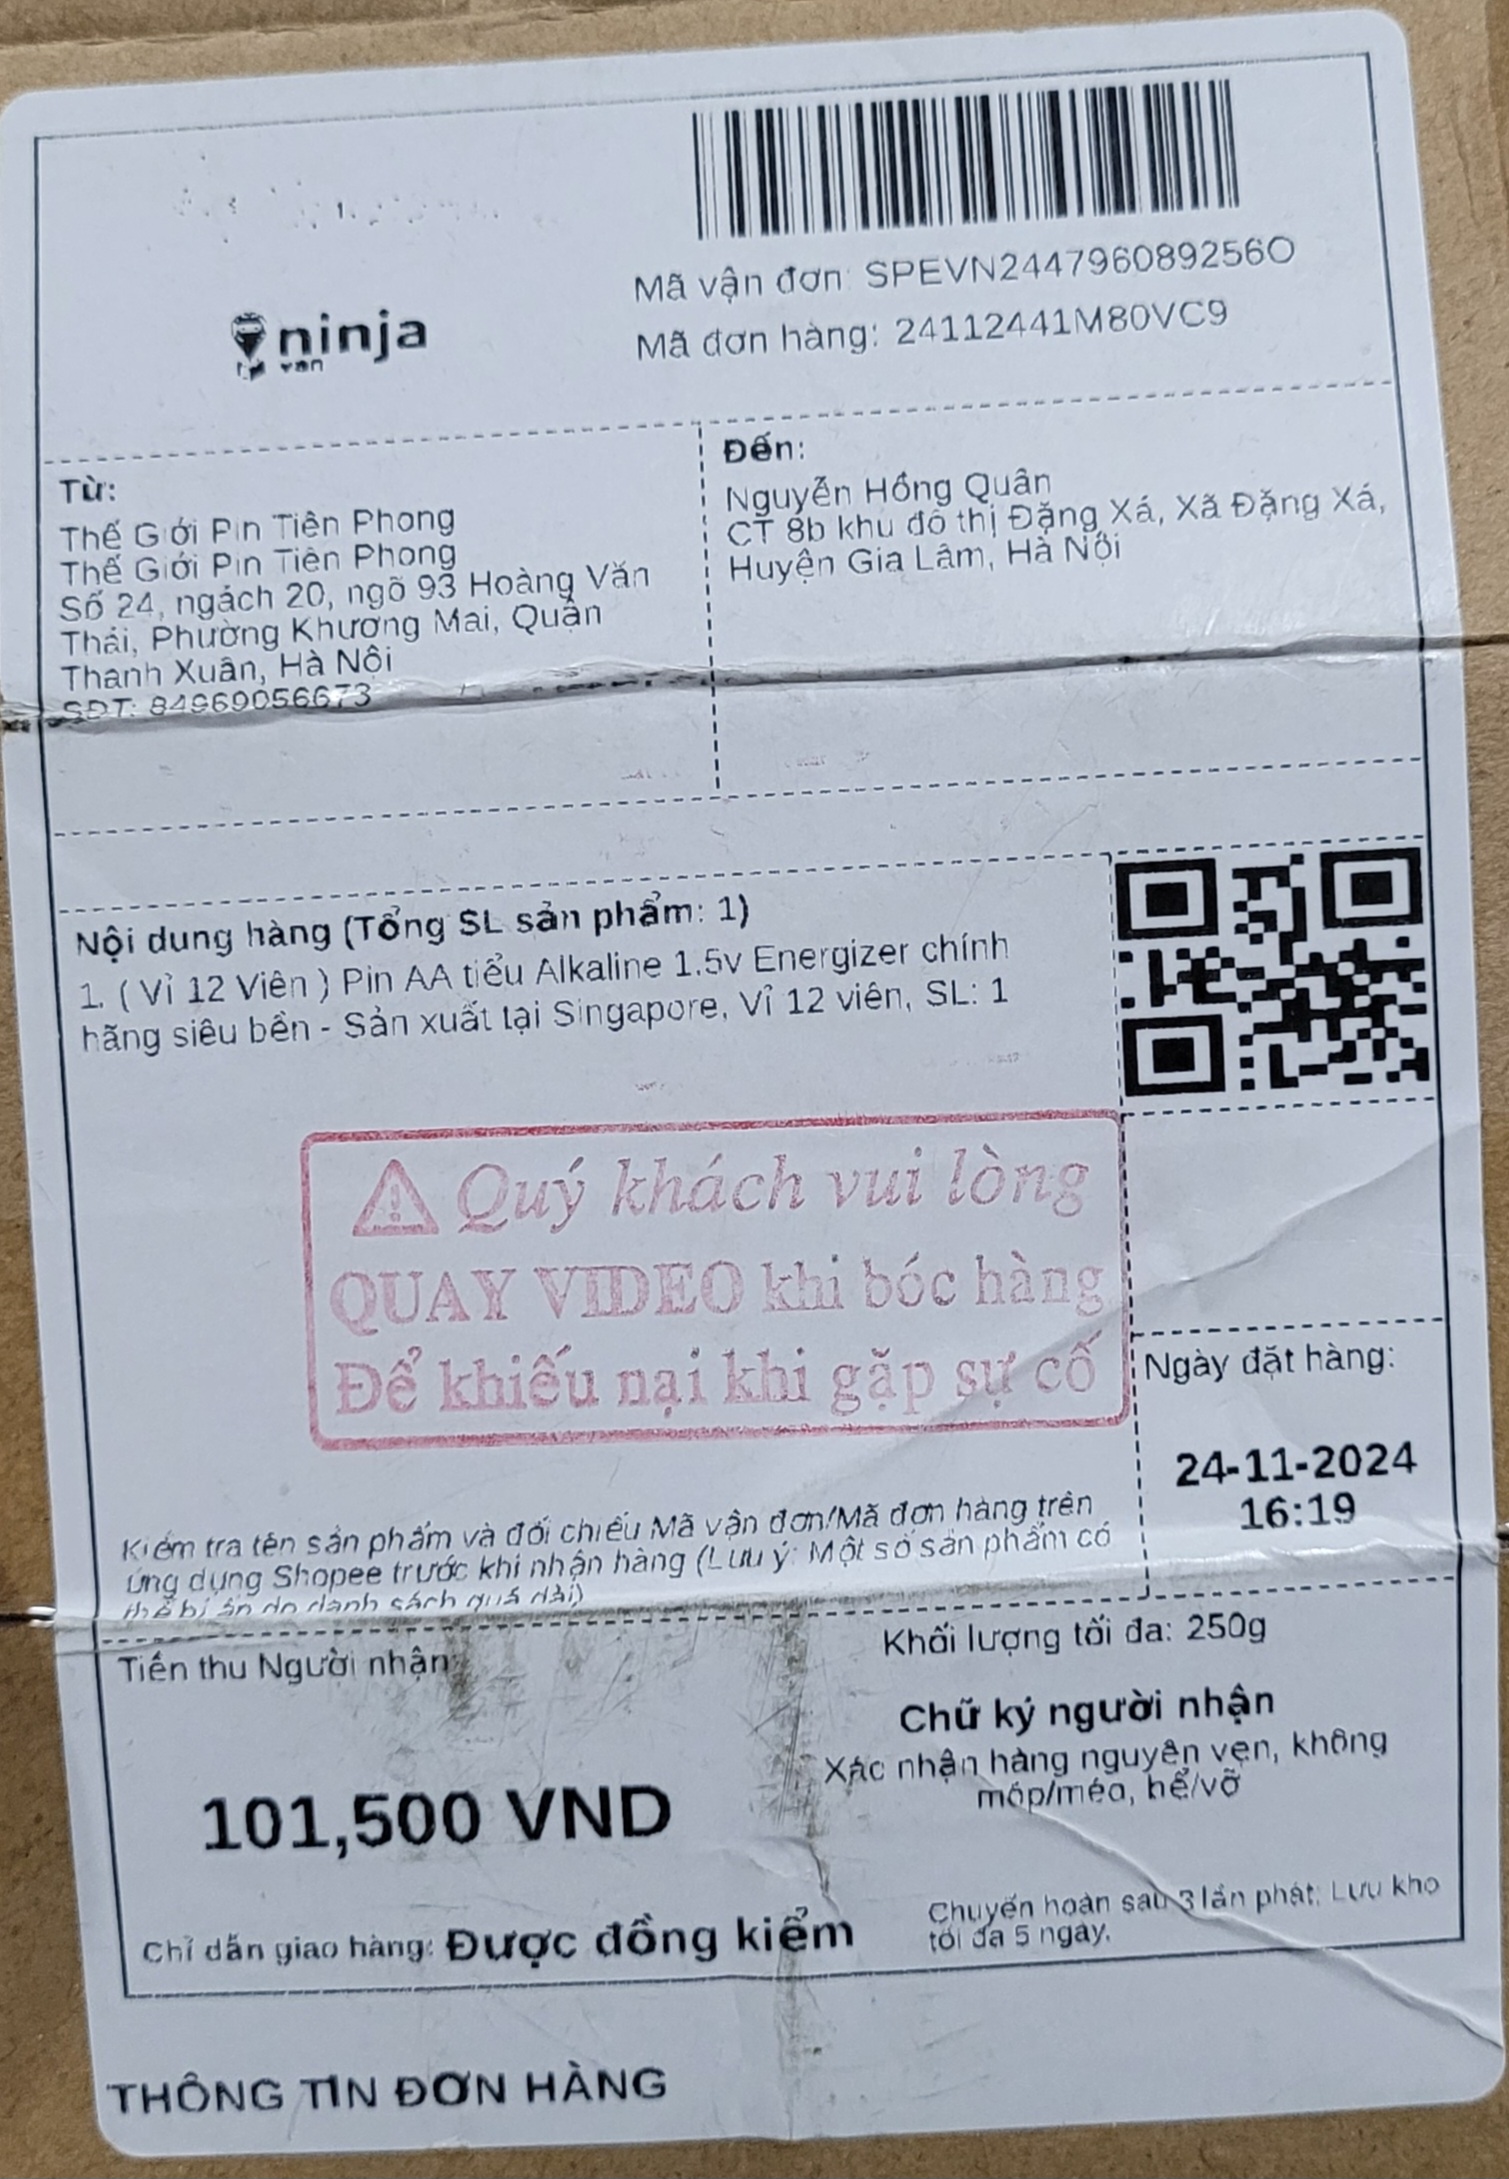 ninja
van
Mã vận đơn: SPEVN244796089256O
Mã đơn hàng: 24112441M80VC9
Từ:
Thế Giới Pin Tiên Phong
Thế Giới Pin Tiên Phong
Số 24, ngách 20, ngõ 93 Hoàng Văn
Thái, Phường Khương Mai, Quận
Thanh Xuân, Hà Nội
SĐT: 84969056673
Đến:
Nguyễn Hồng Quân
CT 8b khu đô thị Đặng Xá, Xã Đặng Xá,
Huyện Gia Lâm, Hà Nội
Nội dung hàng (Tổng SL sản phẩm: 1)
1. ( Vỉ 12 Viên ) Pin AA tiểu Alkaline 1.5v Energizer chính
hãng siêu bền - Sản xuất tại Singapore, Vỉ 12 viên, SL: 1
Quý khách vui lòng
QUAY VIDEO khi bóc hàng
Để khiếu nại khi gặp sự cố
Ngày đặt hàng:
24-11-2024
16:19
Kiểm tra tên sản phẩm và đối chiếu Mã vận đơn/Mã đơn hàng trên
ứng dụng Shopee trước khi nhận hàng (Lưu ý: Một số sản phẩm có
thể bị ẩn do danh sách quá dài)
Tiền thu Người nhận:
101,500 VND
Khối lượng tối đa: 250g
Chữ ký người nhận
Xác nhận hàng nguyên vẹn, không
móp/méo, bể/vỡ
Chỉ dẫn giao hàng: Được đồng kiểm
Chuyển hoàn sau 3 lần phát; Lưu kho
tối đa 5 ngày.
THÔNG TIN ĐƠN HÀNG